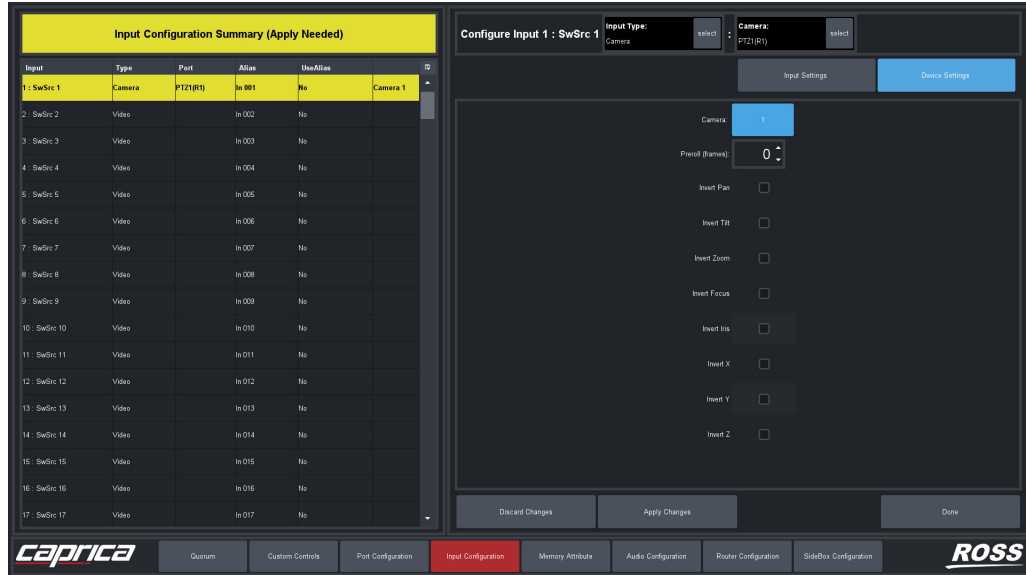 Input Configuration Summary (Apply Needed)
Input Type Port Alias UseAlias
1 : SwSrc 1 Camera PTZ1(R1) In 001 No Camera 1
2 : SwSrc 2 Video In 002 No
3 : SwSrc 3 Video In 003 No
4 : SwSrc 4 Video In 004 No
5 : SwSrc 5 Video In 005 No
6 : SwSrc 6 Video In 006 No
7 : SwSrc 7 Video In 007 No
8 : SwSrc 8 Video In 008 No
9 : SwSrc 9 Video In 009 No
10 : SwSrc 10 Video In 010 No
11 : SwSrc 11 Video In 011 No
12 : SwSrc 12 Video In 012 No
13 : SwSrc 13 Video In 013 No
14 : SwSrc 14 Video In 014 No
15 : SwSrc 15 Video In 015 No
16 : SwSrc 16 Video In 016 No
17 : SwSrc 17 Video In 017 No
Configure Input 1 : SwSrc 1
Input Type:
Camera
select
:
Camera:
PTZ1(R1)
select
Input Settings Device Settings
Camera: 1
Preroll (frames): 0
Invert Pan
Invert Tilt
Invert Zoom
Invert Focus
Invert Iris
Invert X
Invert Y
Invert Z
Discard Changes Apply Changes Done
caprica Quorum Custom Controls Port Configuration Input Configuration Memory Attribute Audio Configuration Router Configuration SideBox Configuration ROSS